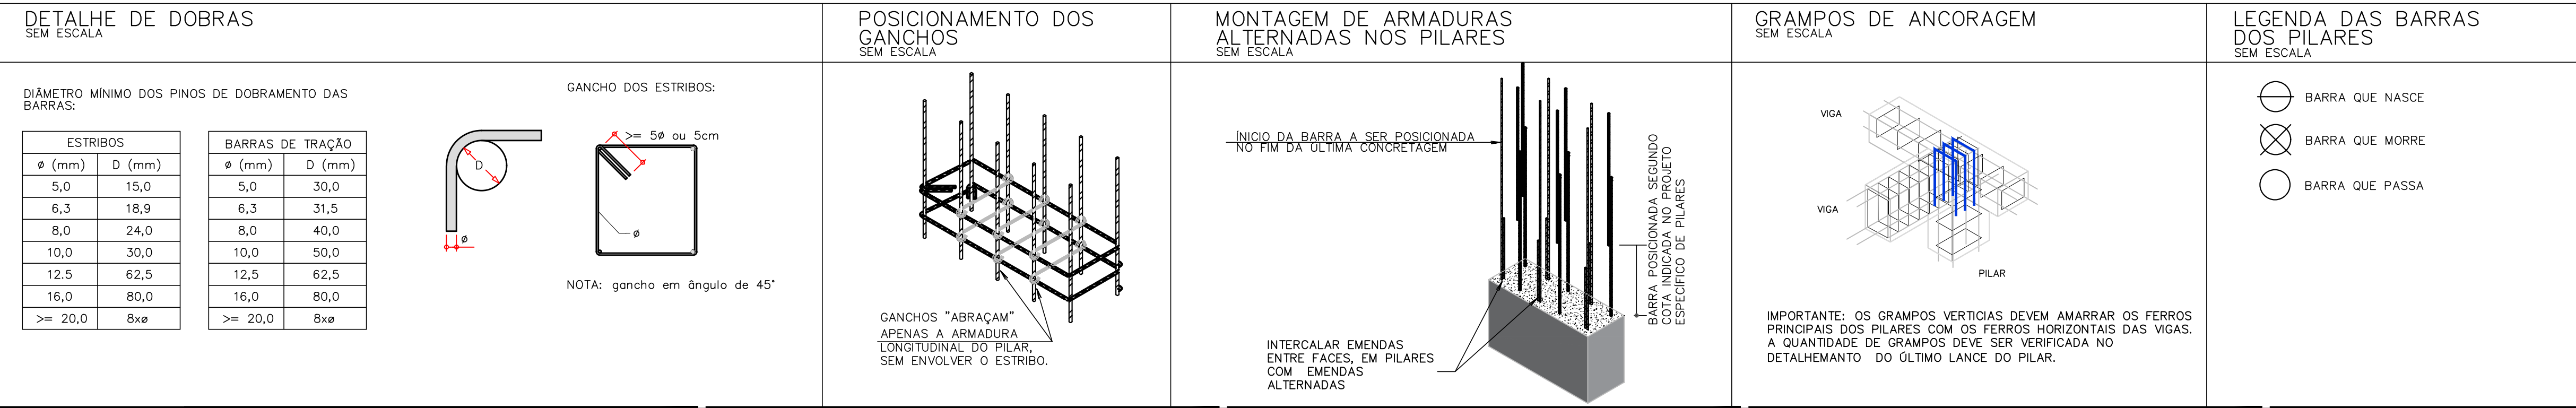 DETALHE DE DOBRAS
SEM ESCALA
DIÂMETRO MÍNIMO DOS PINOS DE DOBRAMENTO DAS
BARRAS:
ESTRIBOS
ø (mm) D (mm)
5,0 15,0
6,3 18,9
8,0 24,0
10,0 30,0
12.5 62,5
16,0 80,0
>= 20,0 8xø
BARRAS DE TRAÇÃO
ø (mm) D (mm)
5,0 30,0
6,3 31,5
8,0 40,0
10,0 50,0
12,5 62,5
16,0 80,0
>= 20,0 8xø
D
ø
GANCHO DOS ESTRIBOS:
>= 5ø ou 5cm
ø
NOTA: gancho em ângulo de 45°
POSICIONAMENTO DOS
GANCHOS
SEM ESCALA
GANCHOS "ABRAÇAM"
APENAS A ARMADURA
LONGITUDINAL DO PILAR,
SEM ENVOLVER O ESTRIBO.
MONTAGEM DE ARMADURAS
ALTERNADAS NOS PILARES
SEM ESCALA
ÍNICIO DA BARRA A SER POSICIONADA
NO FIM DA ÚLTIMA CONCRETAGEM
BARRA POSICIONADA SEGUNDO
COTA INDICADA NO PROJETO
ESPECÍFICO DE PILARES
INTERCALAR EMENDAS
ENTRE FACES, EM PILARES
COM EMENDAS
ALTERNADAS
GRAMPOS DE ANCORAGEM
SEM ESCALA
VIGA
VIGA
PILAR
IMPORTANTE: OS GRAMPOS VERTICIAS DEVEM AMARRAR OS FERROS
PRINCIPAIS DOS PILARES COM OS FERROS HORIZONTAIS DAS VIGAS.
A QUANTIDADE DE GRAMPOS DEVE SER VERIFICADA NO
DETALHEMANTO DO ÚLTIMO LANCE DO PILAR.
LEGENDA DAS BARRAS
DOS PILARES
SEM ESCALA
BARRA QUE NASCE
BARRA QUE MORRE
BARRA QUE PASSA